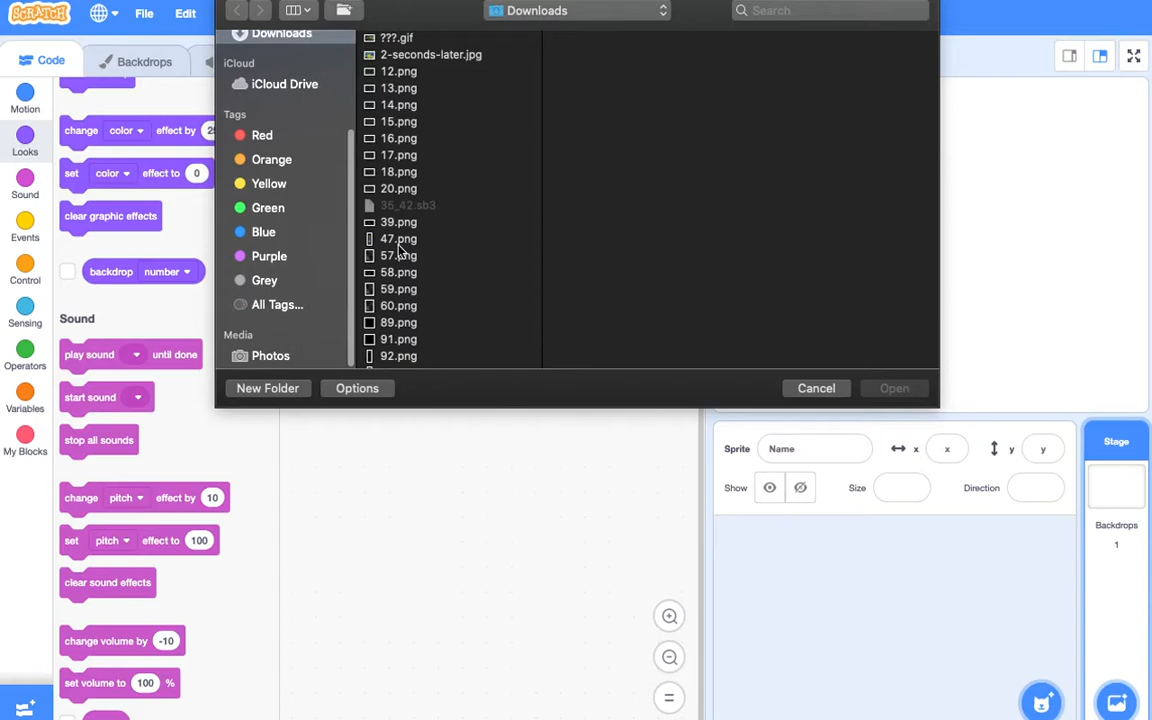 SCRATCH
File
Edit
Downloads
Search
Code
Backdrops
Downloads
iCloud
iCloud Drive
Tags
Red
Orange
Yellow
Green
Blue
Purple
Grey
All Tags...
Media
Photos
???.gif
2-seconds-later.jpg
12.png
13.png
14.png
15.png
16.png
17.png
18.png
20.png
35_42.sb3
39.png
47.png
58.png
59.png
60.png
89.png
91.png
92.png
New Folder
Options
Cancel
Open
Motion
Looks
Sound
Events
Control
Sensing
Operators
Variables
My Blocks
change color effect by
set color effect to 0
clear graphic effects
backdrop number
Sound
play sound until done
start sound
stop all sounds
change pitch effect by 10
set pitch effect to 100
clear sound effects
change volume by -10
set volume to 100 %
Sprite Name x x y y
Show Size Direction
Stage
Backdrops
1